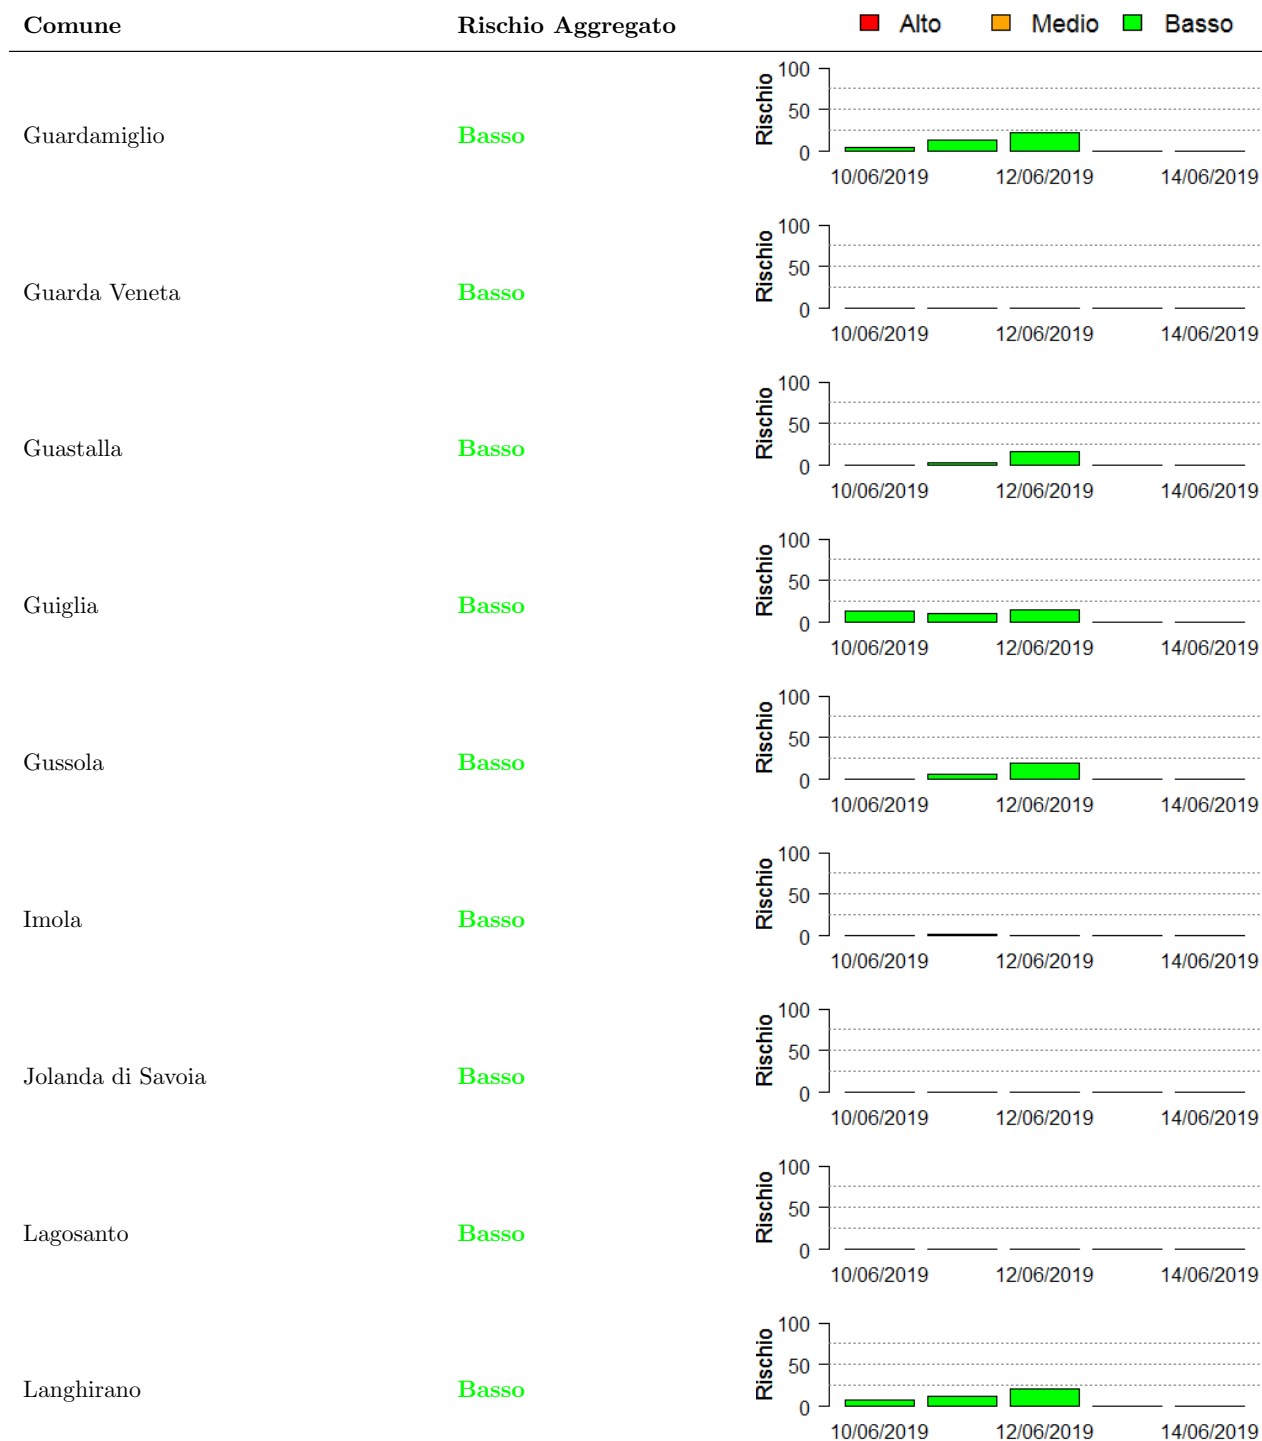 Comune Rischio Aggregato Alto Medio Basso
Guardamiglio Basso
Rischio
100
50
0
10/06/2019 12/06/2019 14/06/2019
Guarda Veneta Basso
Rischio
100
50
0
10/06/2019 12/06/2019 14/06/2019
Guastalla Basso
Rischio
100
50
0
10/06/2019 12/06/2019 14/06/2019
Guiglia Basso
Rischio
100
50
0
10/06/2019 12/06/2019 14/06/2019
Gussola Basso
Rischio
100
50
0
10/06/2019 12/06/2019 14/06/2019
Imola Basso
Rischio
100
50
0
10/06/2019 12/06/2019 14/06/2019
Jolanda di Savoia Basso
Rischio
100
50
0
10/06/2019 12/06/2019 14/06/2019
Lagosanto Basso
Rischio
100
50
0
10/06/2019 12/06/2019 14/06/2019
Langhirano Basso
Rischio
100
50
0
10/06/2019 12/06/2019 14/06/2019